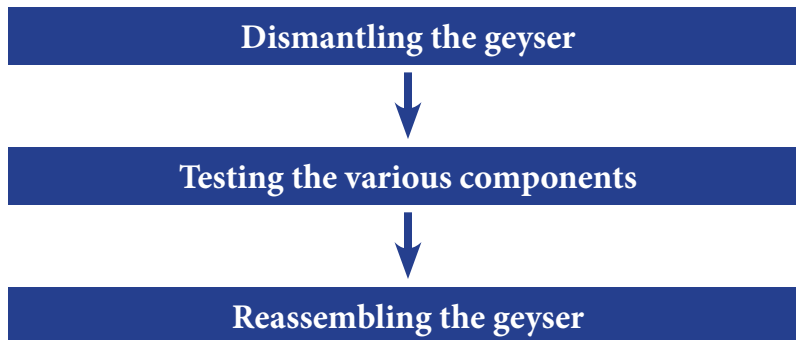 Dismantling the geyser
Testing the various components
Reassembling the geyser